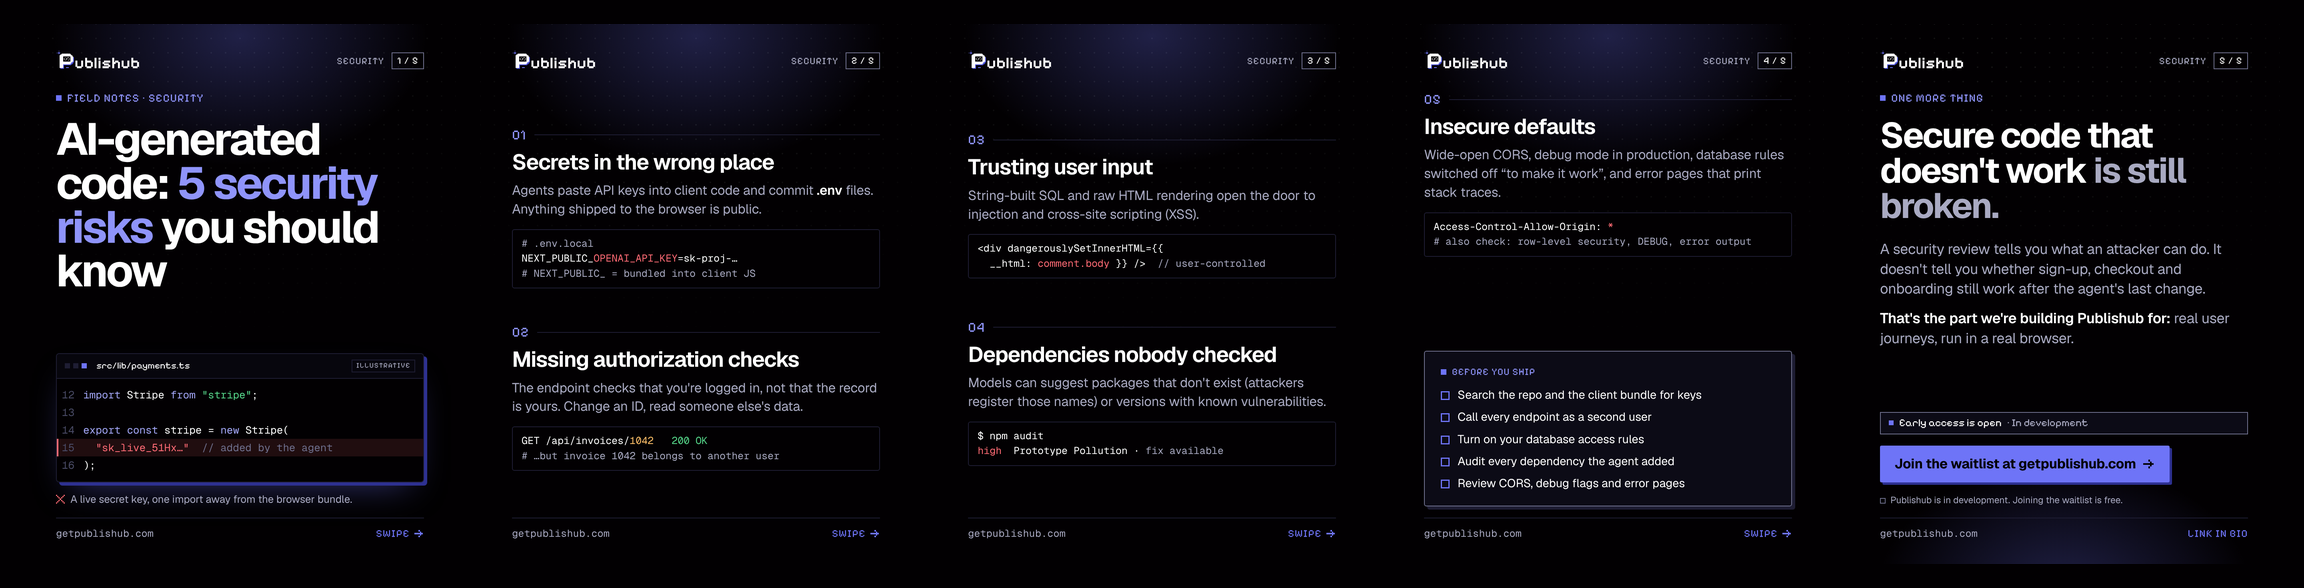 Publishub
SECURITY 1 / 5
FIELD NOTES · SECURITY
AI-generated
code: 5 security
risks you should
know
src/lib/payments.ts
ILLUSTRATIVE
12 import Stripe from "stripe";
13
14 export const stripe = new Stripe(
15 "sk_live_51Hx…" // added by the agent
16 );
A live secret key, one import away from the browser bundle.
getpublishub.com
SWIPE →
Publishub
SECURITY 2 / 5
01
Secrets in the wrong place
Agents paste API keys into client code and commit .env files.
Anything shipped to the browser is public.
# .env.local
NEXT_PUBLIC_OPENAI_API_KEY=sk-proj-…
# NEXT_PUBLIC_ = bundled into client JS
02
Missing authorization checks
The endpoint checks that you're logged in, not that the record
is yours. Change an ID, read someone else's data.
GET /api/invoices/1042 200 OK
# …but invoice 1042 belongs to another user
getpublishub.com
SWIPE →
Publishub
SECURITY 3 / 5
03
Trusting user input
String-built SQL and raw HTML rendering open the door to
injection and cross-site scripting (XSS).
<div dangerouslySetInnerHTML={{
__html: comment.body }} /> // user-controlled
04
Dependencies nobody checked
Models can suggest packages that don't exist (attackers
register those names) or versions with known vulnerabilities.
$ npm audit
high Prototype Pollution · fix available
getpublishub.com
SWIPE →
Publishub
SECURITY 4 / 5
05
Insecure defaults
Wide-open CORS, debug mode in production, database rules
switched off “to make it work”, and error pages that print
stack traces.
Access-Control-Allow-Origin: *
# also check: row-level security, DEBUG, error output
BEFORE YOU SHIP
Search the repo and the client bundle for keys
Call every endpoint as a second user
Turn on your database access rules
Audit every dependency the agent added
Review CORS, debug flags and error pages
getpublishub.com
SWIPE →
Publishub
SECURITY 5 / 5
ONE MORE THING
Secure code that
doesn't work is still
broken.
A security review tells you what an attacker can do. It
doesn't tell you whether sign-up, checkout and
onboarding still work after the agent's last change.
That's the part we're building Publishub for: real user
journeys, run in a real browser.
Early access is open · In development
Join the waitlist at getpublishub.com →
Publishub is in development. Joining the waitlist is free.
getpublishub.com
LINK IN BIO